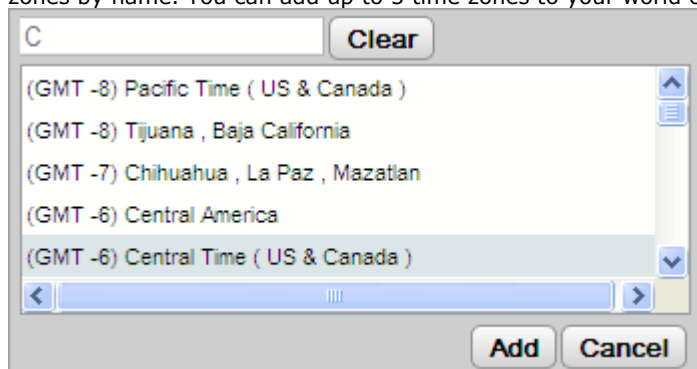 zones by name. You can add up to 5 time zones to your world
C Clear
(GMT -8) Pacific Time ( US & Canada )
(GMT -8) Tijuana , Baja California
(GMT -7) Chihuahua , La Paz , Mazatlan
(GMT -6) Central America
(GMT -6) Central Time ( US & Canada )
Add Cancel